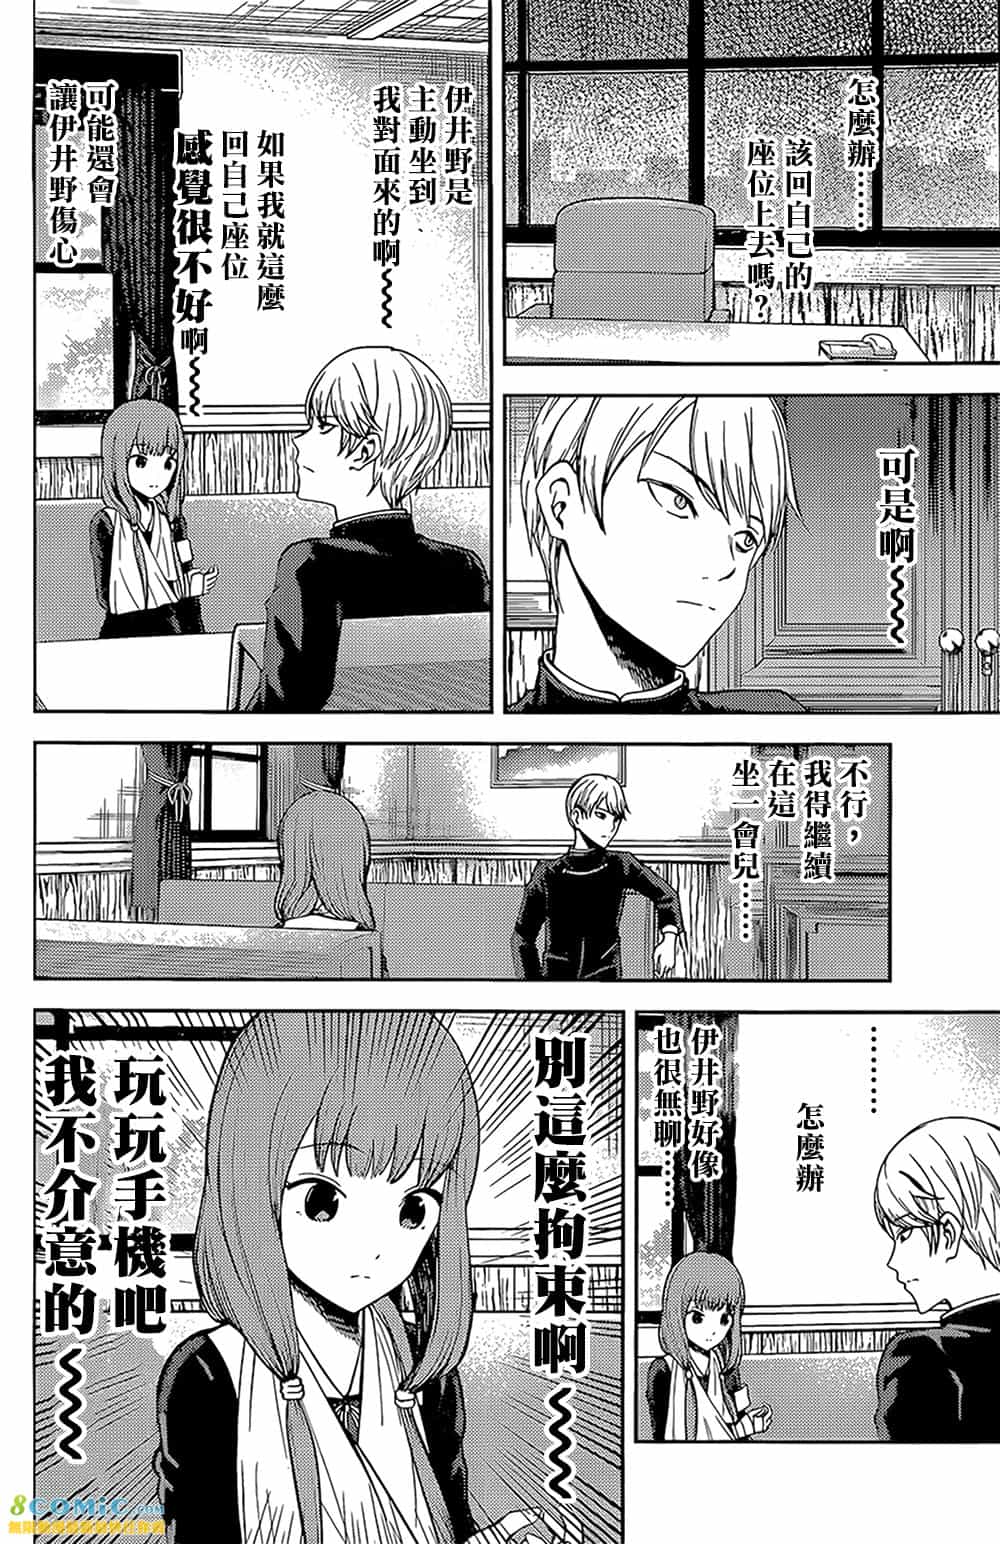 怎麼辦……
該回自己的
座位上去嗎？
可是啊
伊井野是
主動坐到
我對面來的啊
如果我就這麼
回自己座位
感覺很不好啊
可能還會
讓伊井野傷心
不行，
我得繼續
在這
坐一會兒……
……
怎麼辦
伊井野好像
也很無聊……
別這麼拘束啊
玩玩手機吧
我不介意的
8COMIC.COM